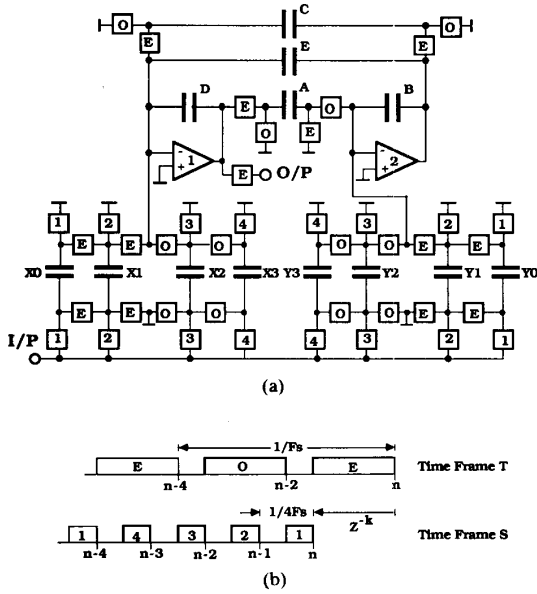 C
O
O
E
E
E
D
A
B
E
O
O
E
1
2
-
+
-
+
E
O/P
1
2
3
4
4
3
2
1
E
E
O
O
O
O
E
E
X0
X1
X2
X3
Y3
Y2
Y1
Y0
E
E
O
O
O
O
E
E
I/P
1
2
3
4
4
3
2
1
(a)
1/Fs
E
O
E
Time Frame T
n-4
n-2
n
1/4Fs
Z^-k
1
4
3
2
1
Time Frame S
n-4
n-3
n-2
n-1
n
(b)